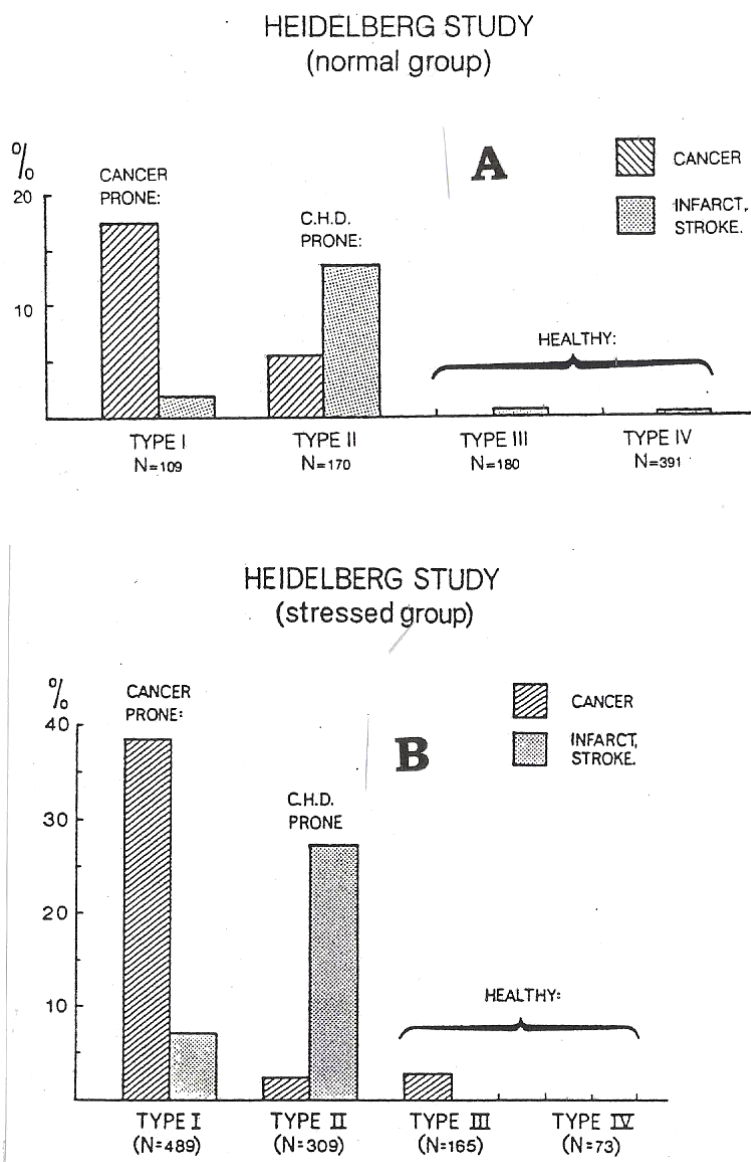 HEIDELBERG STUDY
(normal group)
%
A
CANCER
INFARCT,
STROKE.
CANCER
PRONE:
C.H.D.
PRONE:
20
10
HEALTHY:
TYPE I
N=109
TYPE II
N=170
TYPE III
N=180
TYPE IV
N=391
HEIDELBERG STUDY
(stressed group)
%
B
CANCER
INFARCT,
STROKE.
CANCER
PRONE:
C.H.D.
PRONE
40
30
20
10
HEALTHY:
TYPE I
(N=489)
TYPE II
(N=309)
TYPE III
(N=165)
TYPE IV
(N=73)